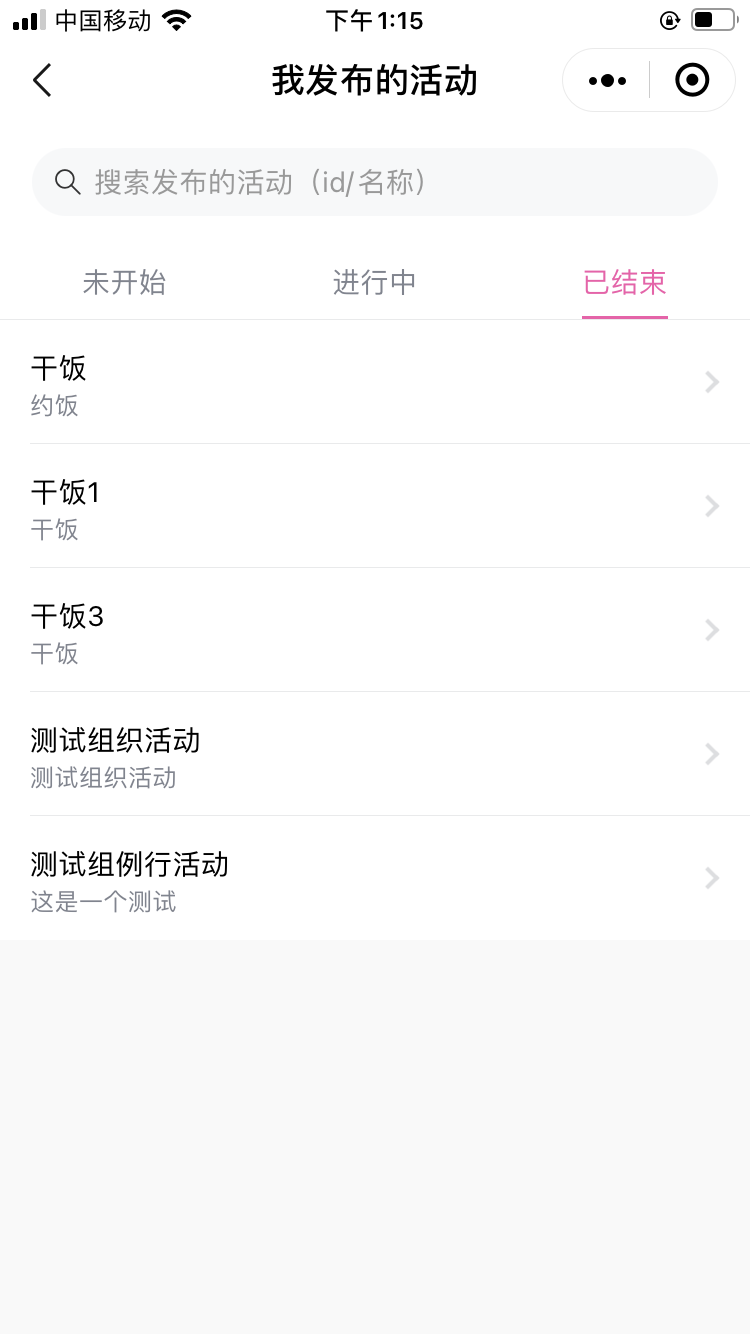 中国移动
下午1:15
我发布的活动
搜索发布的活动（id/名称）
未开始
进行中
已结束
干饭
约饭
干饭1
干饭
干饭3
干饭
测试组织活动
测试组织活动
测试组例行活动
这是一个测试